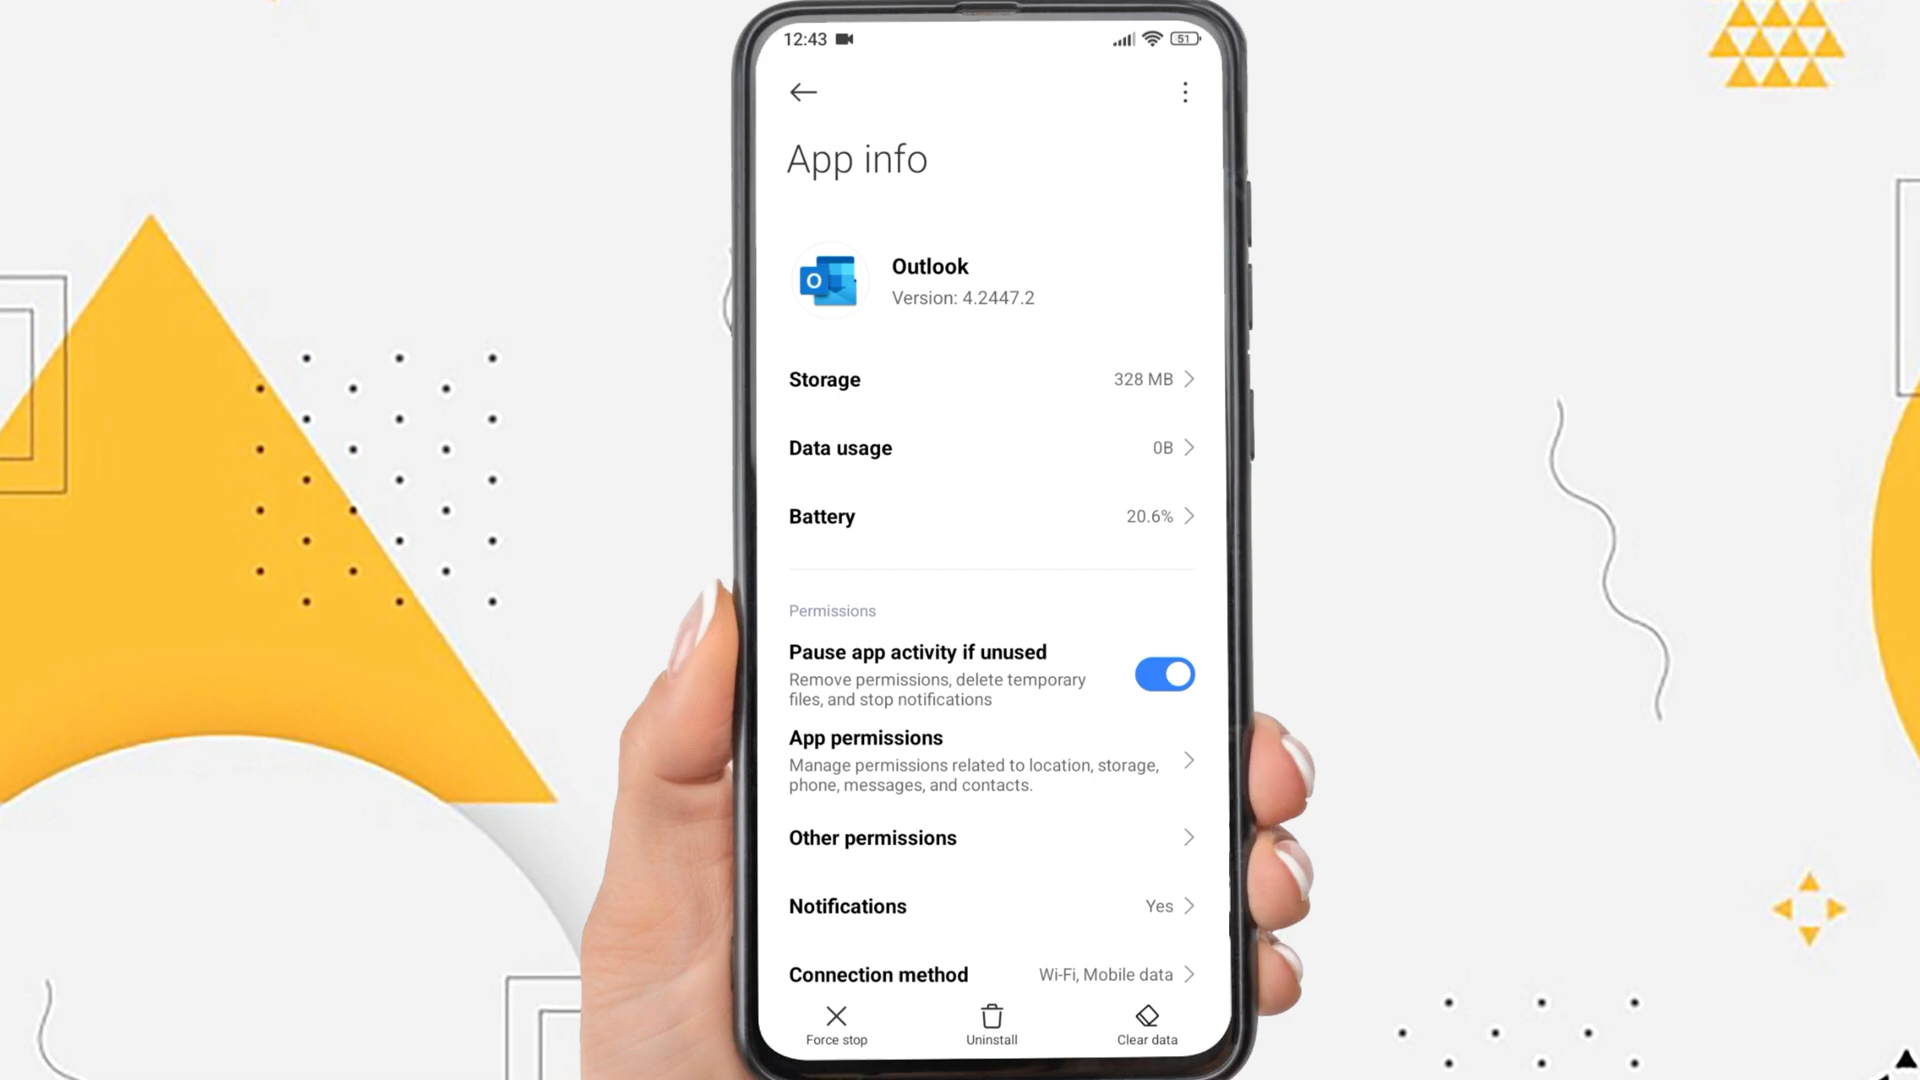 12:43
51
App info
O
Outlook
Version: 4.2447.2
Storage 328 MB
Data usage 0B
Battery 20.6%
Permissions
Pause app activity if unused
Remove permissions, delete temporary
files, and stop notifications
App permissions
Manage permissions related to location, storage,
phone, messages, and contacts.
Other permissions
Notifications Yes
Connection method Wi-Fi, Mobile data
Force stop Uninstall Clear data